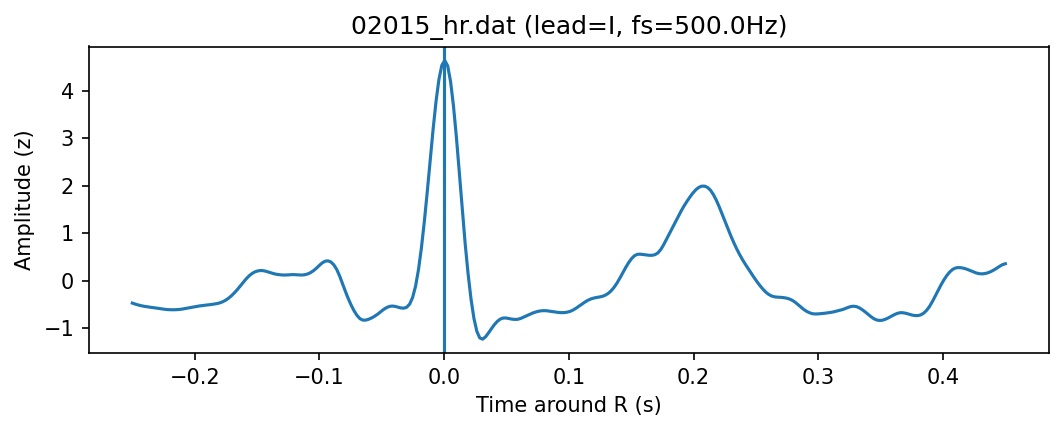 02015_hr.dat (lead=I, fs=500.0Hz)
Amplitude (z)
4
3
2
1
0
−1
−0.2 −0.1 0.0 0.1 0.2 0.3 0.4
Time around R (s)